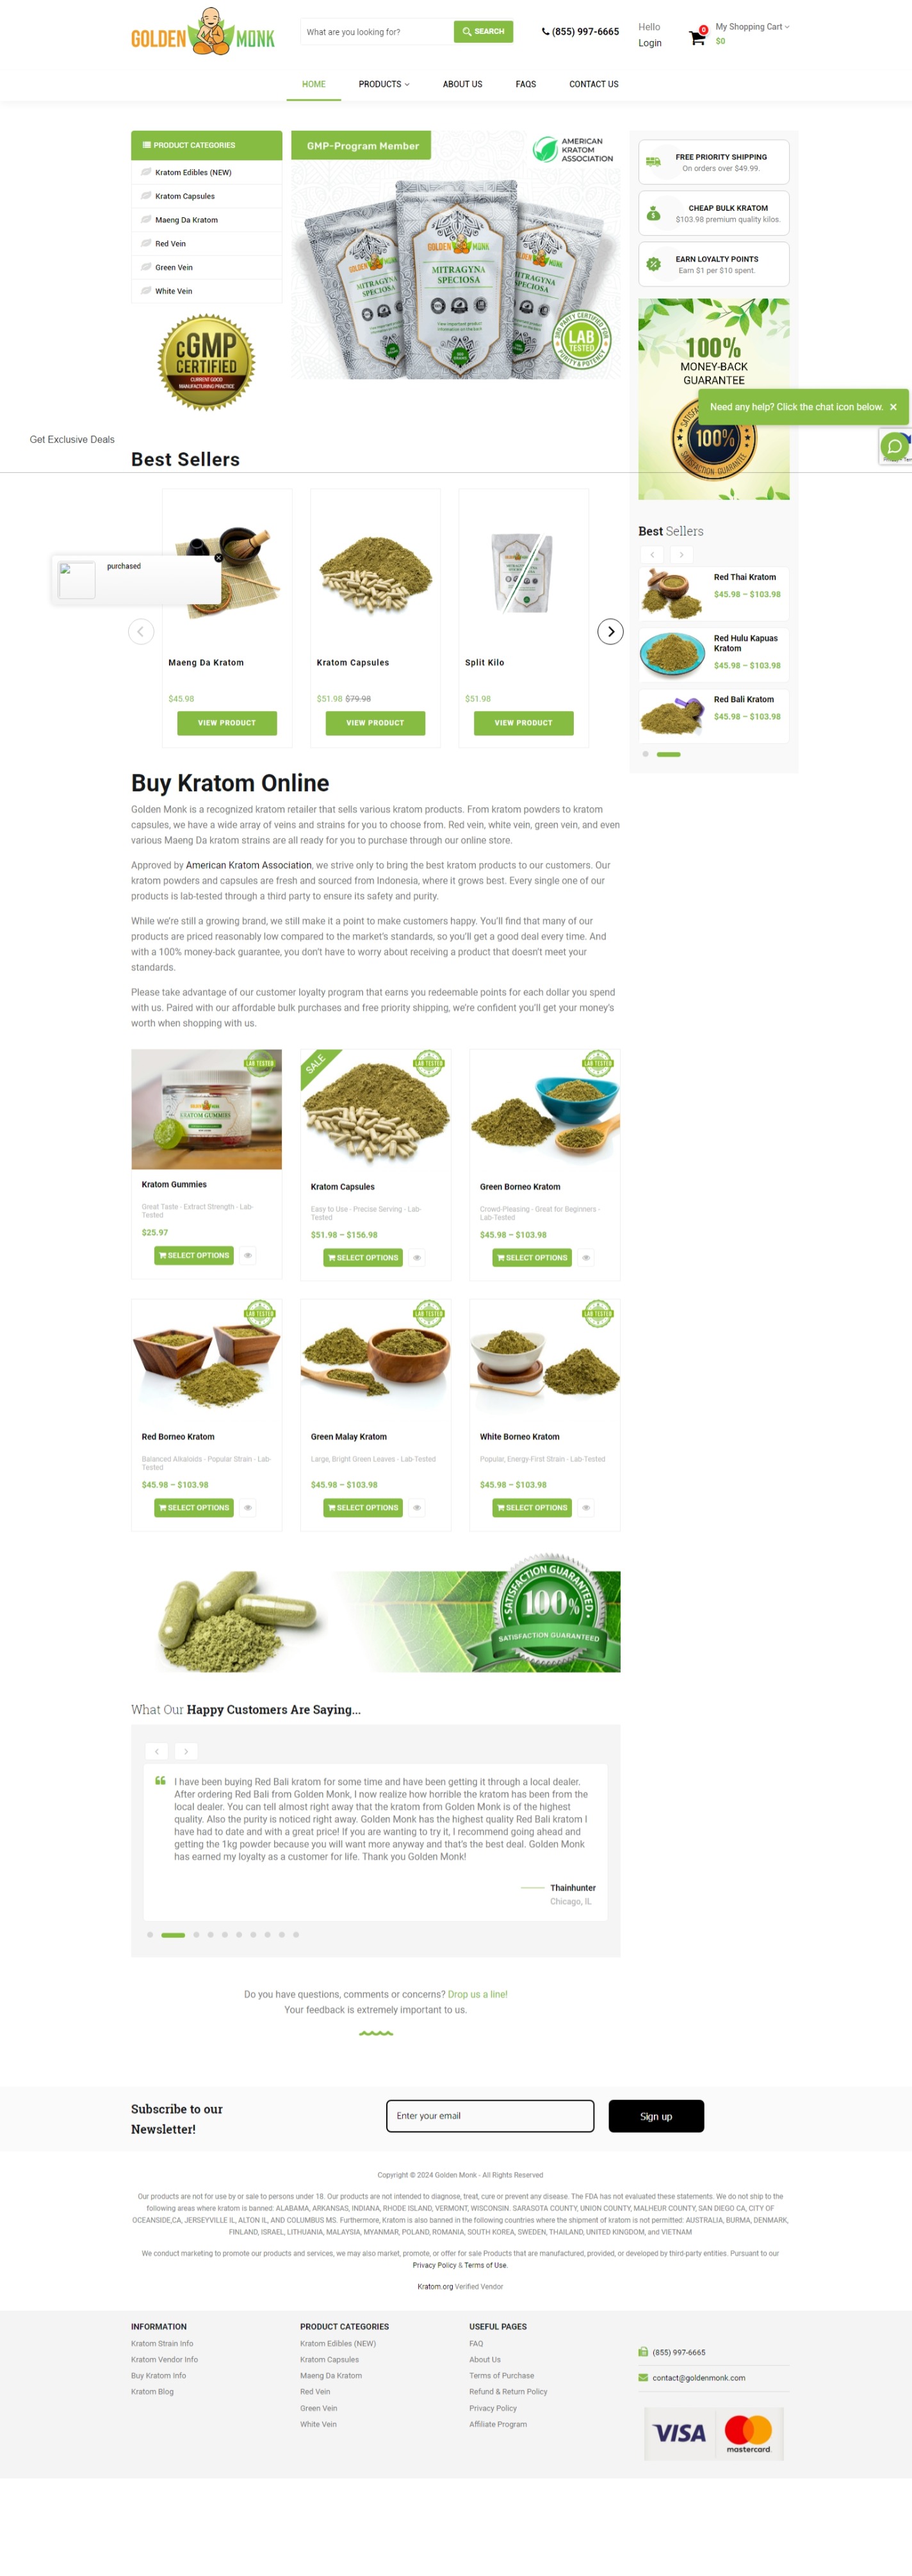 GOLDEN MONK
What are you looking for?
SEARCH
(855) 997-6665
Hello
Login
0
My Shopping Cart
$0
HOME
PRODUCTS
ABOUT US
FAQS
CONTACT US
PRODUCT CATEGORIES
Kratom Edibles (NEW)
Kratom Capsules
Maeng Da Kratom
Red Vein
Green Vein
White Vein
cGMP
CERTIFIED
CURRENT GOOD
MANUFACTURING PRACTICE
GMP-Program Member
AMERICAN
KRATOM
ASSOCIATION
GOLDEN MONK
MITRAGYNA
SPECIOSA
3RD PARTY CERTIFIED FOR
LAB
TESTED
PURITY & POTENCY
FREE PRIORITY SHIPPING
On orders over $49.99.
CHEAP BULK KRATOM
$103.98 premium quality kilos.
EARN LOYALTY POINTS
Earn $1 per $10 spent.
100%
MONEY-BACK
GUARANTEE
Need any help? Click the chat icon below.
100%
GUARANTEE
Get Exclusive Deals
Best Sellers
purchased
Maeng Da Kratom
$45.98
VIEW PRODUCT
Kratom Capsules
$51.98 $79.98
VIEW PRODUCT
Split Kilo
$51.98
VIEW PRODUCT
Best Sellers
Red Thai Kratom
$45.98 – $103.98
Red Hulu Kapuas
Kratom
$45.98 – $103.98
Red Bali Kratom
$45.98 – $103.98
Buy Kratom Online
Golden Monk is a recognized kratom retailer that sells various kratom products. From kratom powders to kratom
capsules, we have a wide array of veins and strains for you to choose from. Red vein, white vein, green vein, and even
various Maeng Da kratom strains are all ready for you to purchase through our online store.
Approved by American Kratom Association, we strive only to bring the best kratom products to our customers. Our
kratom powders and capsules are fresh and sourced from Indonesia, where it grows best. Every single one of our
products is lab-tested through a third party to ensure its safety and purity.
While we're still a growing brand, we still make it a point to make customers happy. You'll find that many of our
products are priced reasonably low compared to the market's standards, so you'll get a good deal every time. And
with a 100% money-back guarantee, you don't have to worry about receiving a product that doesn't meet your
standards.
Please take advantage of our customer loyalty program that earns you redeemable points for each dollar you spend
with us. Paired with our affordable bulk purchases and free priority shipping, we're confident you'll get your money's
worth when shopping with us.
LAB TESTED
KRATOM GUMMIES
Kratom Gummies
Great Taste - Extract Strength - Lab-
Tested
$25.97
SELECT OPTIONS
SALE
LAB TESTED
Kratom Capsules
Easy to Use - Precise Serving - Lab-
Tested
$51.98 – $156.98
SELECT OPTIONS
LAB TESTED
Green Borneo Kratom
Crowd-Pleasing - Great for Beginners -
Lab-Tested
$45.98 – $103.98
SELECT OPTIONS
LAB TESTED
Red Borneo Kratom
Balanced Alkaloids - Popular Strain - Lab-
Tested
$45.98 – $103.98
SELECT OPTIONS
LAB TESTED
Green Malay Kratom
Large, Bright Green Leaves - Lab-Tested
$45.98 – $103.98
SELECT OPTIONS
LAB TESTED
White Borneo Kratom
Popular, Energy-First Strain - Lab-Tested
$45.98 – $103.98
SELECT OPTIONS
SATISFACTION GUARANTEED
100%
SATISFACTION GUARANTEED
What Our Happy Customers Are Saying...
I have been buying Red Bali kratom for some time and have been getting it through a local dealer.
After ordering Red Bali from Golden Monk, I now realize how horrible the kratom has been from the
local dealer. You can tell almost right away that the kratom from Golden Monk is of the highest
quality. Also the purity is noticed right away. Golden Monk has the highest quality Red Bali kratom I
have had to date and with a great price! If you are wanting to try it, I recommend going ahead and
getting the 1kg powder because you will want more anyway and that's the best deal. Golden Monk
has earned my loyalty as a customer for life. Thank you Golden Monk!
Thainhunter
Chicago, IL.
Do you have questions, comments or concerns? Drop us a line!
Your feedback is extremely important to us.
Subscribe to our
Newsletter!
Enter your email
Sign up
Copyright © 2024 Golden Monk - All Rights Reserved
Our products are not for use by or sale to persons under 18. Our products are not intended to diagnose, treat, cure or prevent any disease. The FDA has not evaluated these statements. We do not ship to the
following areas where kratom is banned: ALABAMA, ARKANSAS, INDIANA, RHODE ISLAND, VERMONT, WISCONSIN. SARASOTA COUNTY, UNION COUNTY, MALHEUR COUNTY, SAN DIEGO CA, CITY OF
OCEANSIDE,CA, JERSEYVILLE IL, ALTON IL, AND COLUMBUS MS. Furthermore, Kratom is also banned in the following countries where the shipment of kratom is not permitted: AUSTRALIA, BURMA, DENMARK,
FINLAND, ISRAEL, LITHUANIA, MALAYSIA, MYANMAR, POLAND, ROMANIA, SOUTH KOREA, SWEDEN, THAILAND, UNITED KINGDOM, and VIETNAM
We conduct marketing to promote our products and services, we may also market, promote, or offer for sale Products that are manufactured, provided, or developed by third-party entities. Pursuant to our
Privacy Policy & Terms of Use.
Kratom.org Verified Vendor
INFORMATION
Kratom Strain Info
Kratom Vendor Info
Buy Kratom Info
Kratom Blog
PRODUCT CATEGORIES
Kratom Edibles (NEW)
Kratom Capsules
Maeng Da Kratom
Red Vein
Green Vein
White Vein
USEFUL PAGES
FAQ
About Us
Terms of Purchase
Refund & Return Policy
Privacy Policy
Affiliate Program
(855) 997-6665
contact@goldenmonk.com
VISA
mastercard.